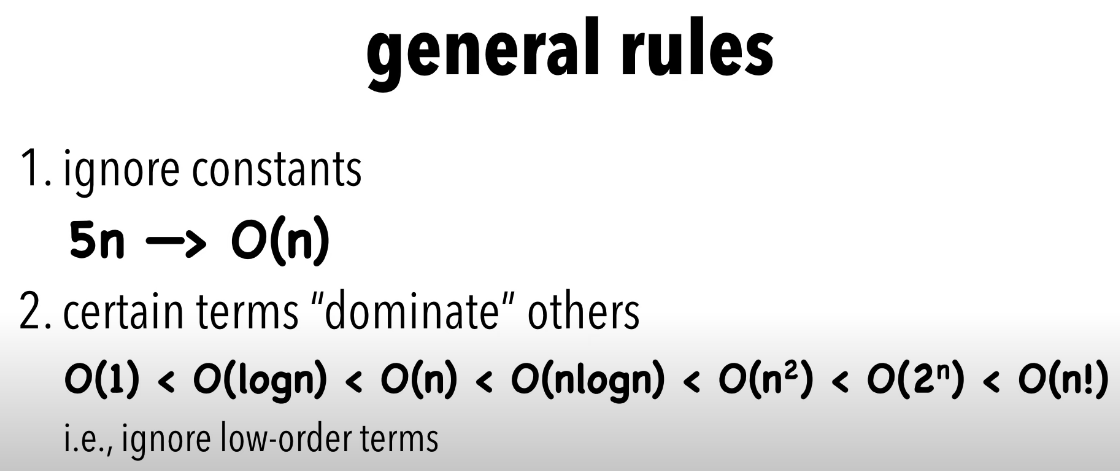 general rules
1. ignore constants
5n —> O(n)
2. certain terms “dominate” others
O(1) < O(logn) < O(n) < O(nlogn) < O(n²) < O(2ⁿ) < O(n!)
i.e., ignore low-order terms